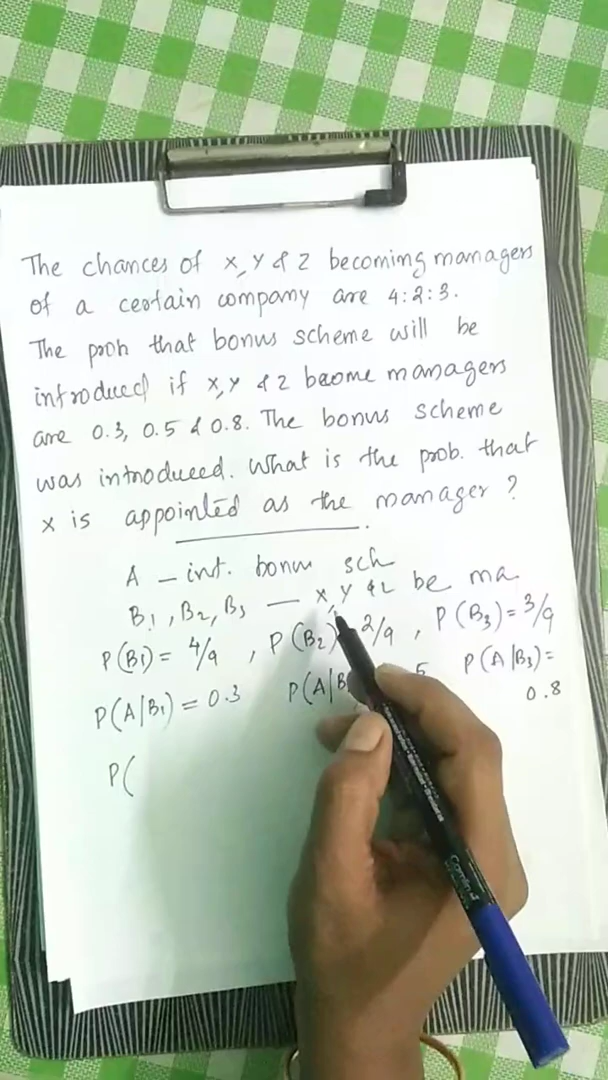 The chances of X, Y & Z becoming managers
of a certain company are 4:2:3.
The prob that bonus scheme will be
introduced if X, Y & Z become managers
are 0.3, 0.5 & 0.8. The bonus scheme
was introduced. What is the prob. that
X is appointed as the manager?
A – int. bonus sch
B₁, B₂, B₃ — X, Y & Z be ma
P(B₁) = 4/9, P(B₂) 2/9, P(B₃) = 3/9
P(A/B₁) = 0.3 P(A/B 5 P(A/B₃) =
0.8
P(